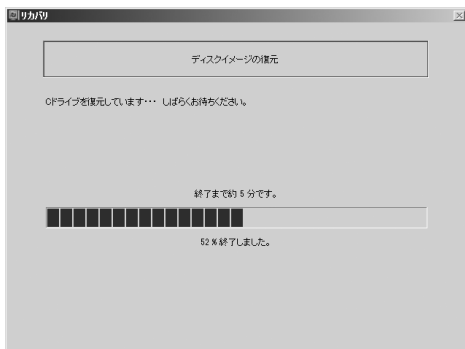 リカバリ
ディスクイメージの復元
Cドライブを復元しています・・・ しばらくお待ちください。
終了まで約 5 分です。
52 % 終了しました。